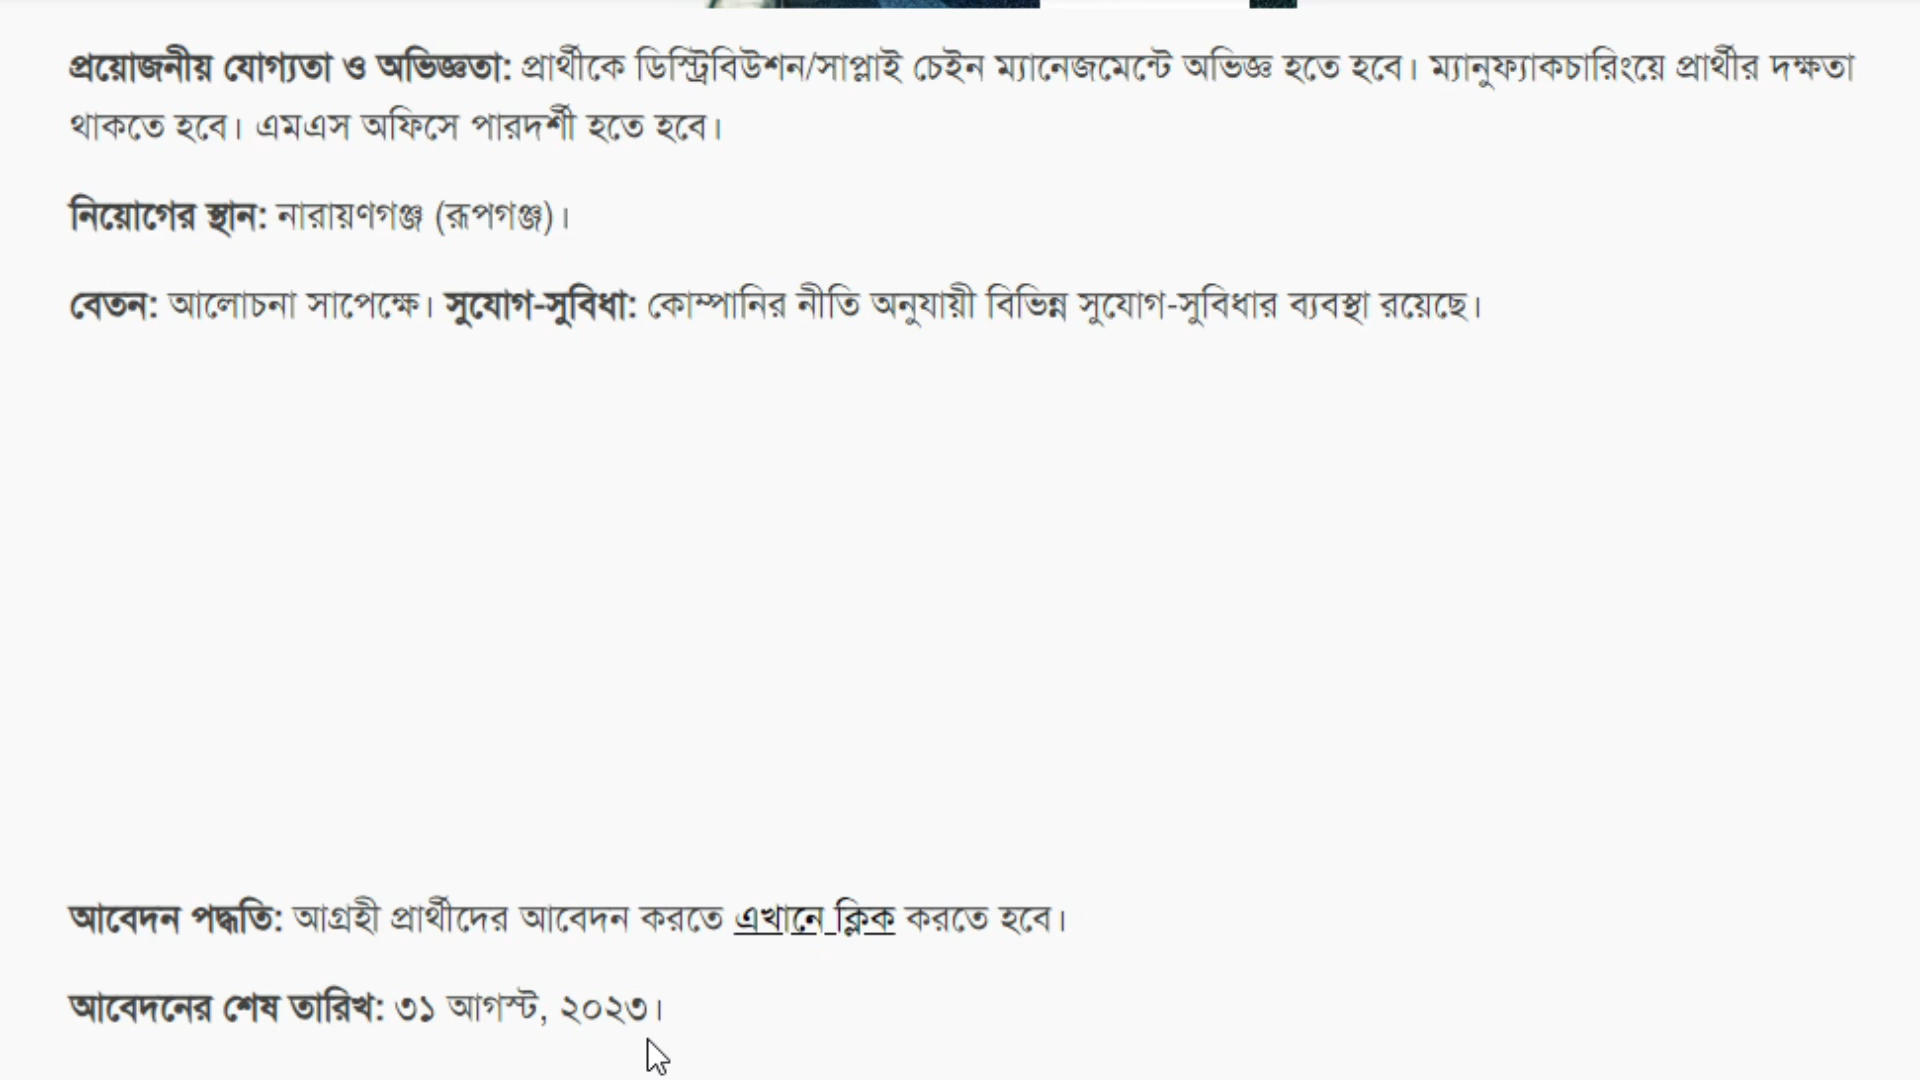 প্রয়োজনীয় যোগ্যতা ও অভিজ্ঞতা: প্রার্থীকে ডিস্ট্রিবিউশন/সাপ্লাই চেইন ম্যানেজমেন্টে অভিজ্ঞ হতে হবে। ম্যানুফ্যাকচারিংয়ে প্রার্থীর দক্ষতা
থাকতে হবে। এমএস অফিসে পারদর্শী হতে হবে।
নিয়োগের স্থান: নারায়ণগঞ্জ (রূপগঞ্জ)।
বেতন: আলোচনা সাপেক্ষে। সুযোগ-সুবিধা: কোম্পানির নীতি অনুযায়ী বিভিন্ন সুযোগ-সুবিধার ব্যবস্থা রয়েছে।
আবেদন পদ্ধতি: আগ্রহী প্রার্থীদের আবেদন করতে এখানে ক্লিক করতে হবে।
আবেদনের শেষ তারিখ: ৩১ আগস্ট, ২০২৩।